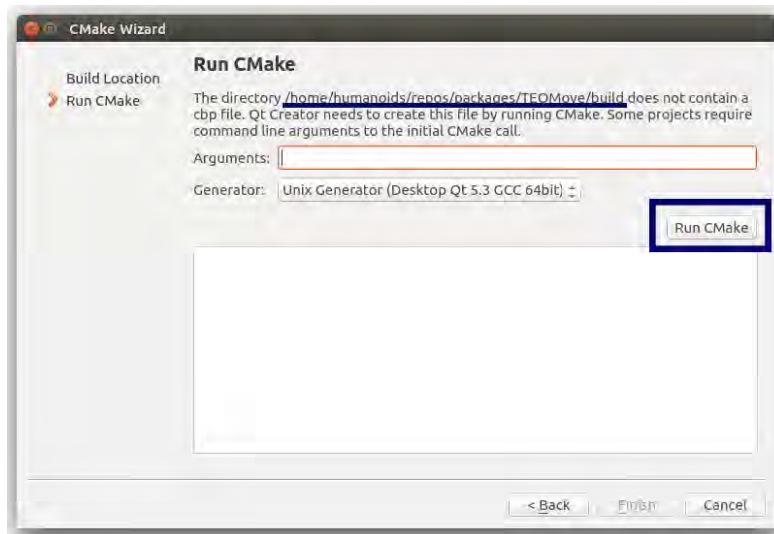 CMake Wizard
Build Location
Run CMake
Run CMake
The directory /home/humanoids/repos/packages/TEOMove/build does not contain a
cbp file. Qt Creator needs to create this file by running CMake. Some projects require
command line arguments to the initial CMake call.
Arguments:
Generator: Unix Generator (Desktop Qt 5.3 GCC 64bit)
Run CMake
< Back Finish Cancel